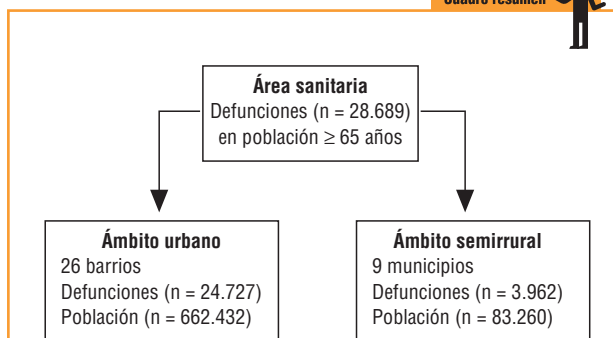 Cuadro resumen
Área sanitaria
Defunciones (n = 28.689)
en población ≥ 65 años
Ámbito urbano
26 barrios
Defunciones (n = 24.727)
Población (n = 662.432)
Ámbito semirrural
9 municipios
Defunciones (n = 3.962)
Población (n = 83.260)